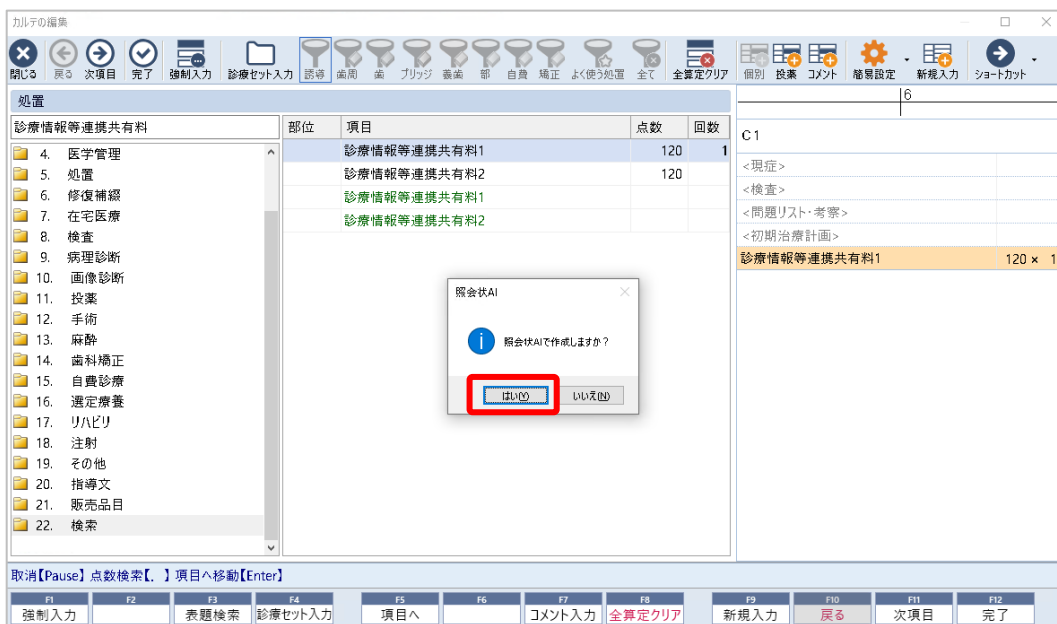 カルテの編集
閉じる 戻る 次項目 完了 強制入力 診療セット入力 誘導 歯周 歯 ブリッジ 義歯 部 自費 矯正 よく使う処置 全て 全算定クリア 個別 投薬 コメント 簡易設定 新規入力 ショートカット
処置
6
診療情報等連携共有料
部位 項目 点数 回数
C1
4. 医学管理
5. 処置
6. 修復補綴
7. 在宅医療
8. 検査
9. 病理診断
10. 画像診断
11. 投薬
12. 手術
13. 麻酔
14. 歯科矯正
15. 自費診療
16. 選定療養
17. リハビリ
18. 注射
19. その他
20. 指導文
21. 販売品目
22. 検索
診療情報等連携共有料1 120 1
診療情報等連携共有料2 120
診療情報等連携共有料1
診療情報等連携共有料2
<現症>
<検査>
<問題リスト・考察>
<初期治療計画>
診療情報等連携共有料1 120 × 1
照会状AI
i
照会状AIで作成しますか？
はい(Y) いいえ(N)
取消【Pause】 点数検索【．】 項目へ移動【Enter】
F1 F2 F3 F4 F5 F6 F7 F8 F9 F10 F11 F12
強制入力 表題検索 診療セット入力 項目へ コメント入力 全算定クリア 新規入力 戻る 次項目 完了